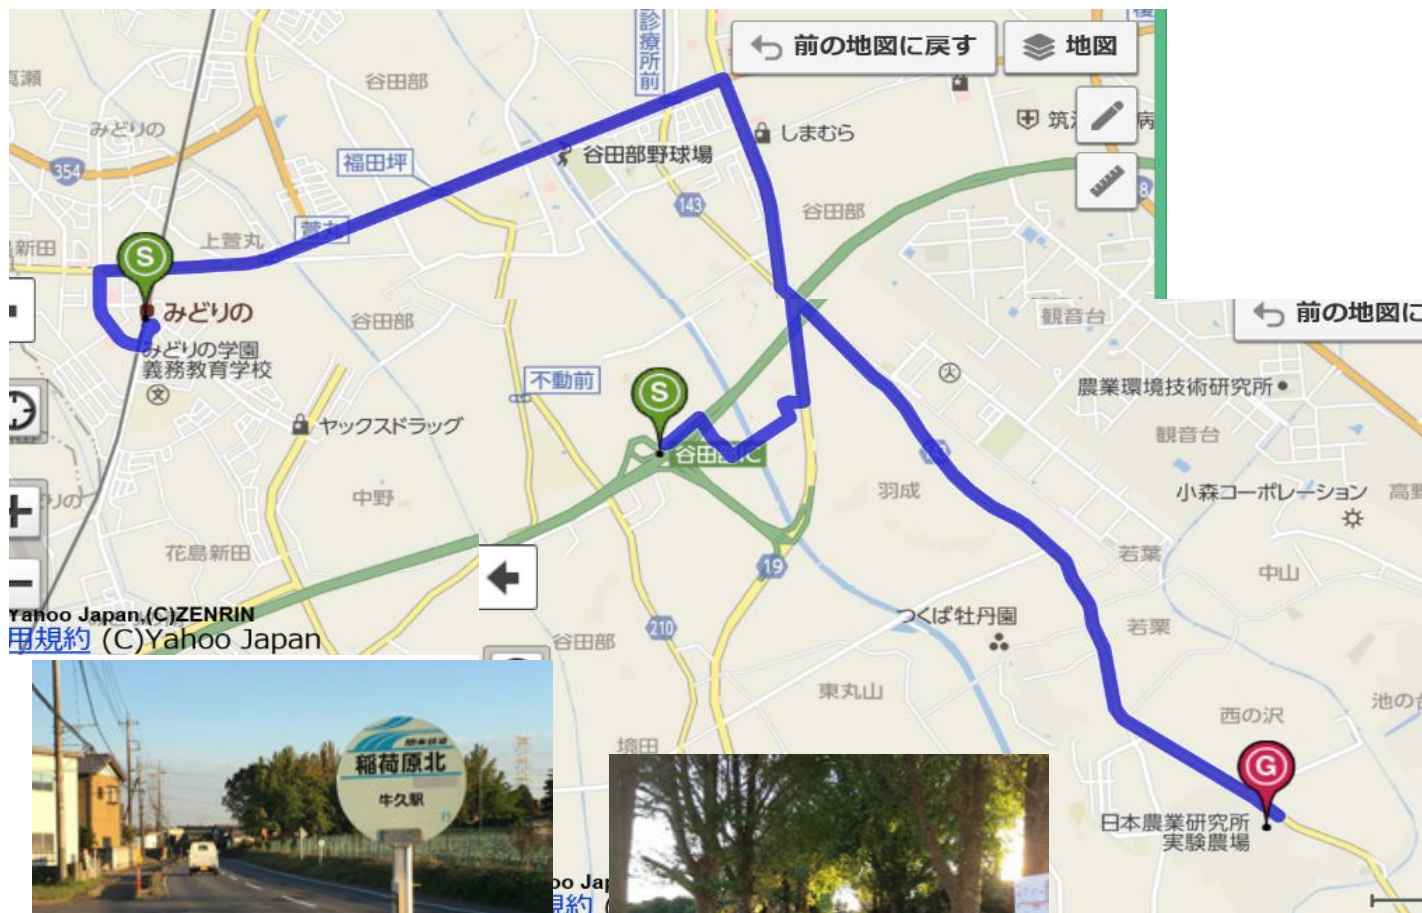 診療所前
前の地図に戻す
地図
谷田部
みどりの
筑
病
しまむら
354
福田坪
谷田部野球場
8
143
新田
上萱丸
萱丸
谷田部
S
みどりの
谷田部
観音台
前の地図に
みどりの学園
義務教育学校
文
不動前
S
農業環境技術研究所
ヤックスドラッグ
観音台
谷田部IC
中野
羽成
小森コーポレーション
高野
花島新田
若葉
19
中山
Yahoo Japan,(C)ZENRIN
用規約 (C)Yahoo Japan
谷田部
210
つくば牡丹園
若栗
東丸山
西の沢
池の台
境田
G
稲荷原北
牛久駅
日本農業研究所
実験農場
oo Jap
規約 (